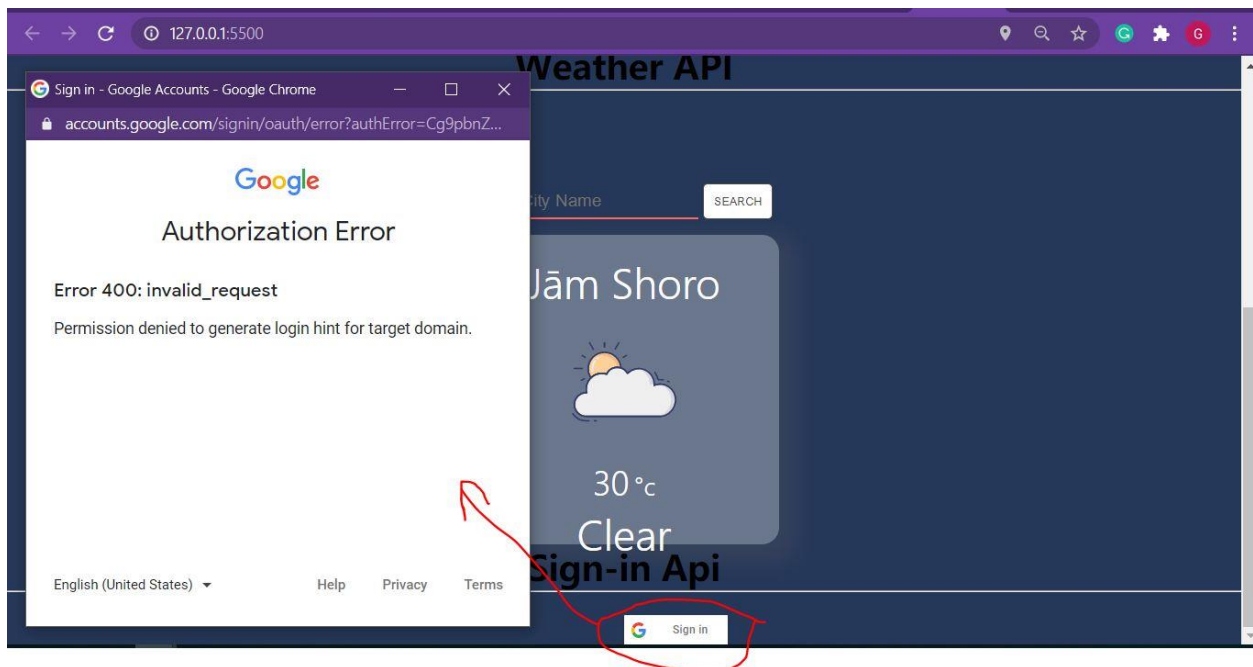 127.0.0.1:5500
G
Weather API
Sign in - Google Accounts - Google Chrome
accounts.google.com/signin/oauth/error?authError=Cg9pbnZ...
Google
Authorization Error
Error 400: invalid_request
Permission denied to generate login hint for target domain.
English (United States)
Help
Privacy
Terms
City Name
SEARCH
Jām Shoro
30 °c
Clear
Sign-in Api
Sign in